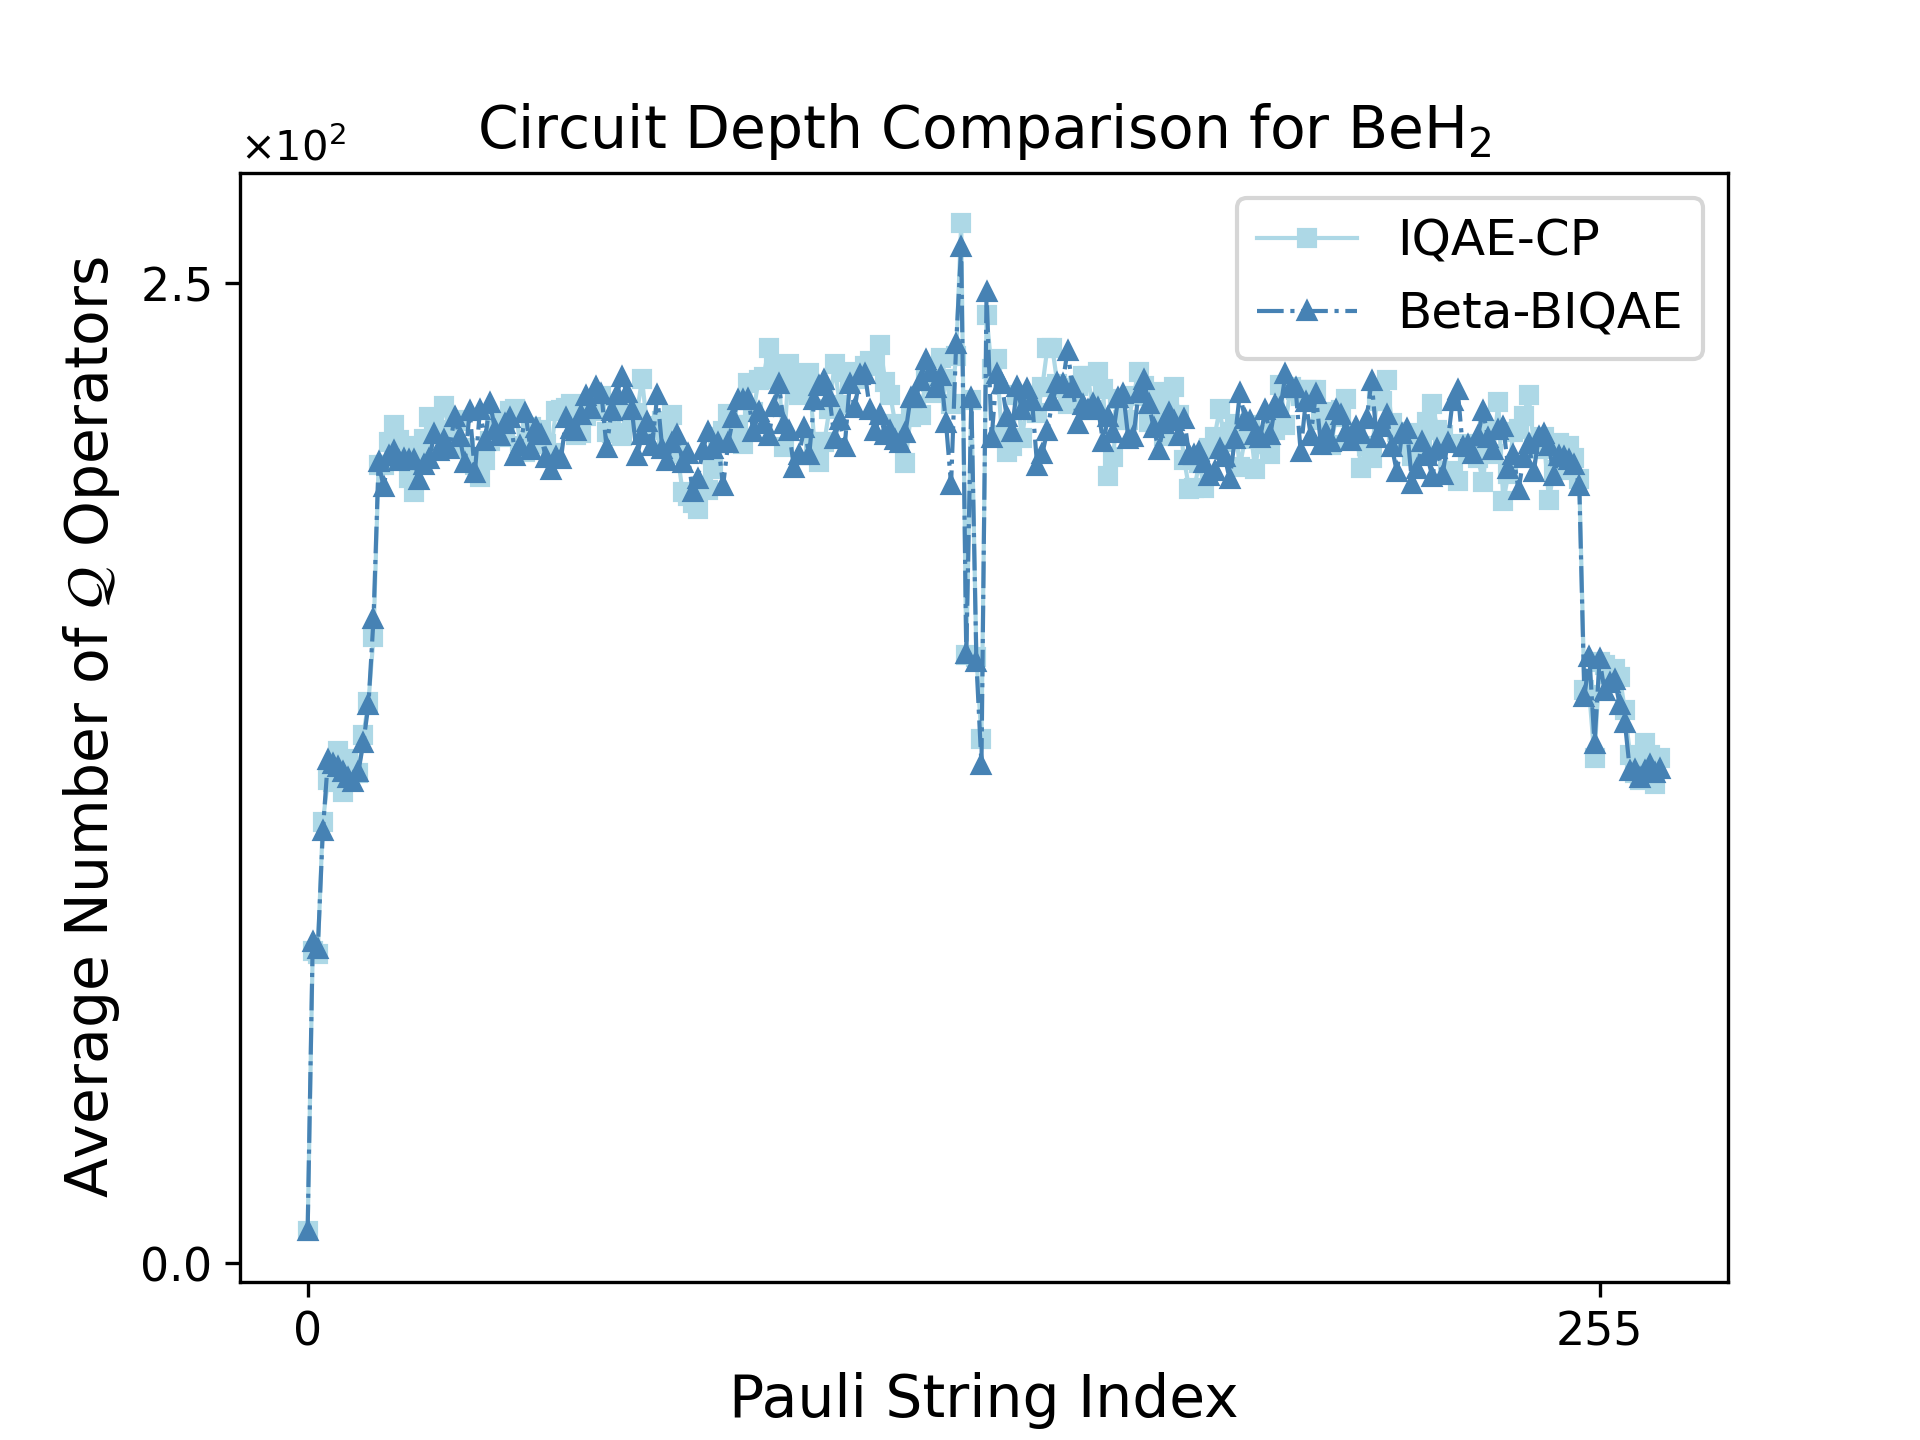 Circuit Depth Comparison for BeH₂
×10²
IQAE-CP
Beta-BIQAE
2.5
0.0
Average Number of 𝒬 Operators
0
255
Pauli String Index